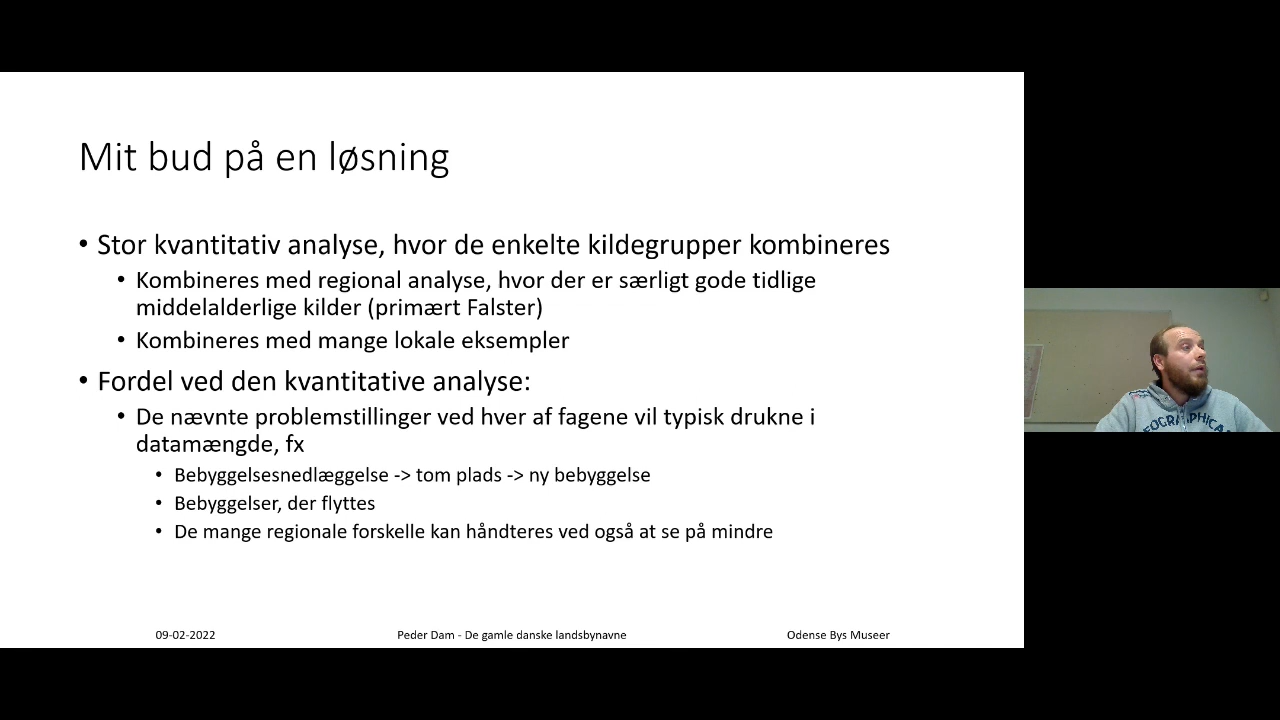 Mit bud på en løsning
• Stor kvantitativ analyse, hvor de enkelte kildegrupper kombineres
• Kombineres med regional analyse, hvor der er særligt gode tidlige
middelalderlige kilder (primært Falster)
• Kombineres med mange lokale eksempler
• Fordel ved den kvantitative analyse:
• De nævnte problemstillinger ved hver af fagene vil typisk drukne i
datamængde, fx
• Bebyggelsesnedlæggelse -> tom plads -> ny bebyggelse
• Bebyggelser, der flyttes
• De mange regionale forskelle kan håndteres ved også at se på mindre
09-02-2022
Peder Dam - De gamle danske landsbynavne
Odense Bys Museer